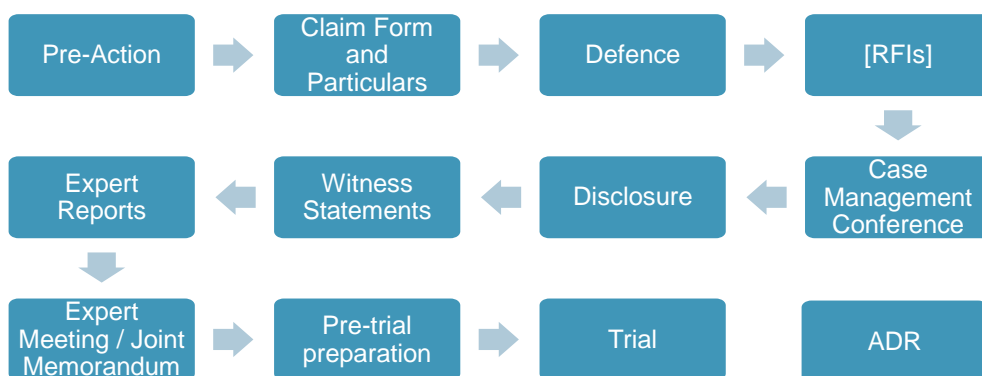 Pre-Action
Claim Form
and
Particulars
Defence
[RFIs]
Case
Management
Conference
Disclosure
Witness
Statements
Expert
Reports
Expert
Meeting / Joint
Memorandum
Pre-trial
preparation
Trial
ADR